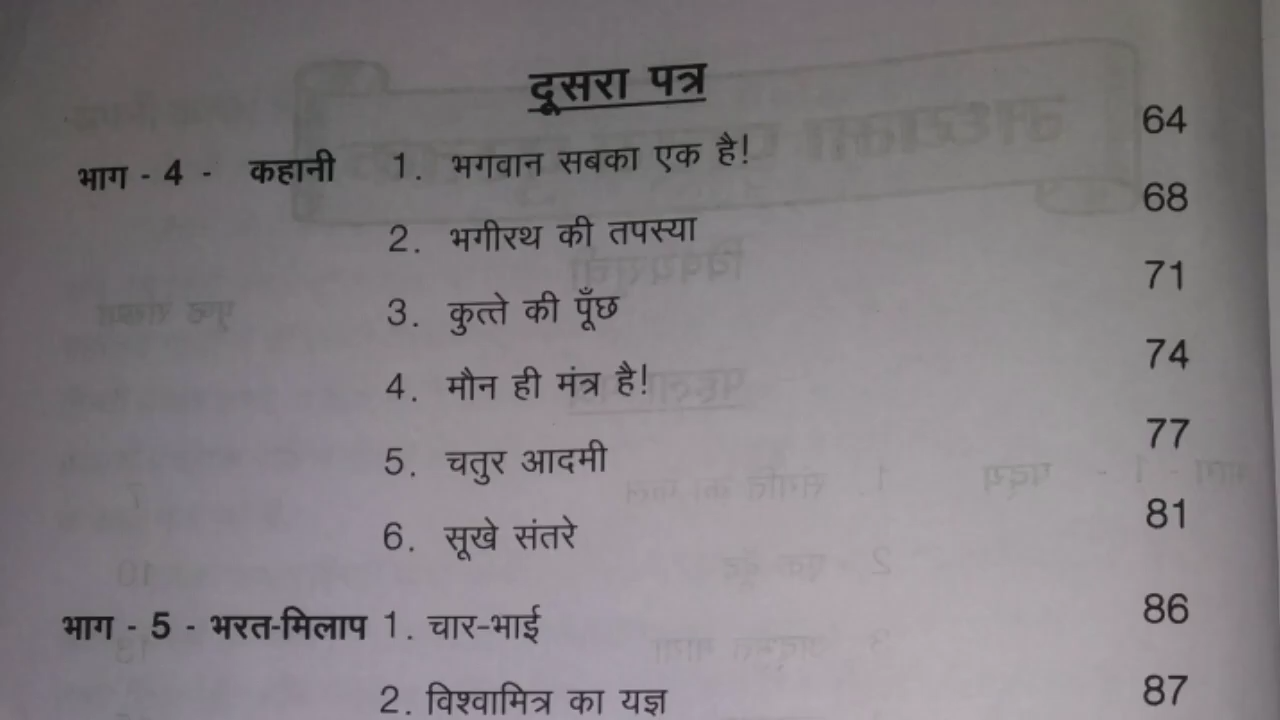 दूसरा पत्र
भाग - 4 - कहानी 1. भगवान सबका एक है! 64
2. भगीरथ की तपस्या 68
3. कुत्ते की पूँछ 71
4. मौन ही मंत्र है! 74
5. चतुर आदमी 77
6. सूखे संतरे 81
भाग - 5 - भरत-मिलाप 1. चार-भाई 86
2. विश्वामित्र का यज्ञ 87